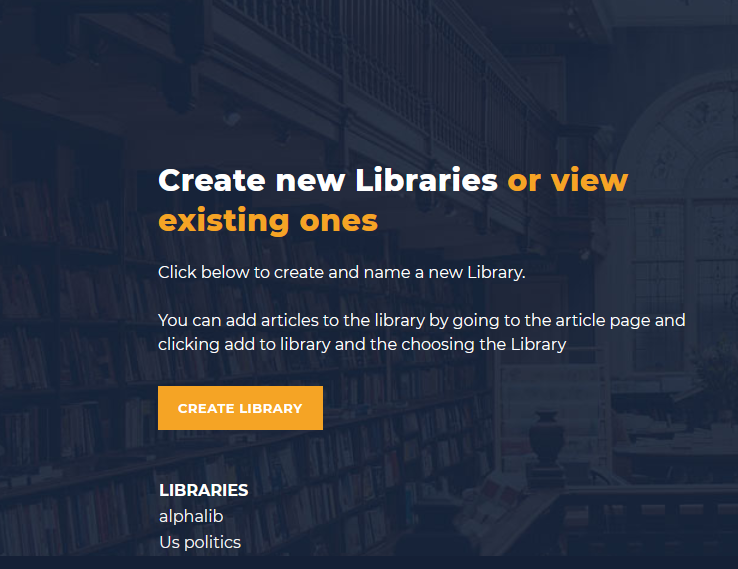 Create new Libraries or view
existing ones
Click below to create and name a new Library.
You can add articles to the library by going to the article page and
clicking add to library and the choosing the Library
CREATE LIBRARY
LIBRARIES
alphalib
Us politics